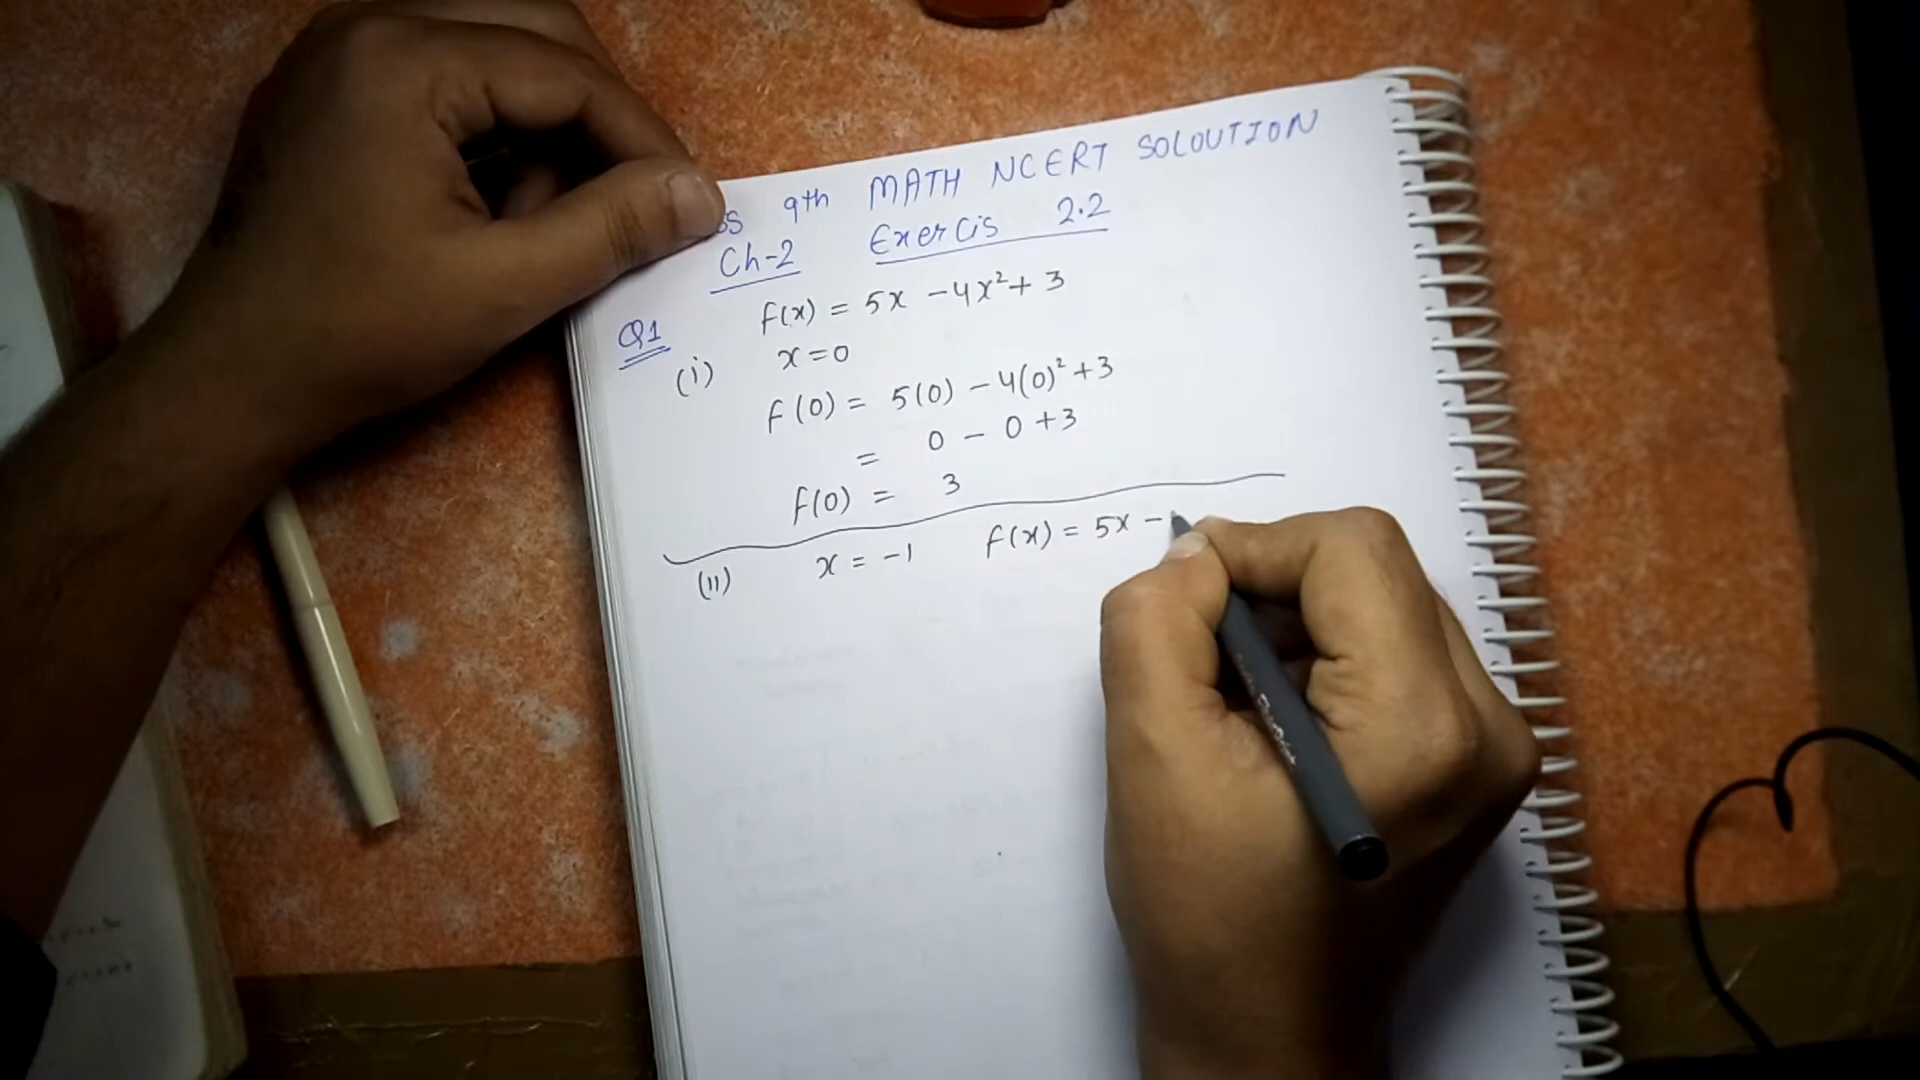 9th MATH NCERT SOLOUTION
Ch-2 Exercis 2.2
Q1 f(x) = 5x - 4x² + 3
(i) x = 0
f(0) = 5(0) - 4(0)² + 3
= 0 - 0 + 3
f(0) = 3
(ii) x = -1 f(x) = 5x -